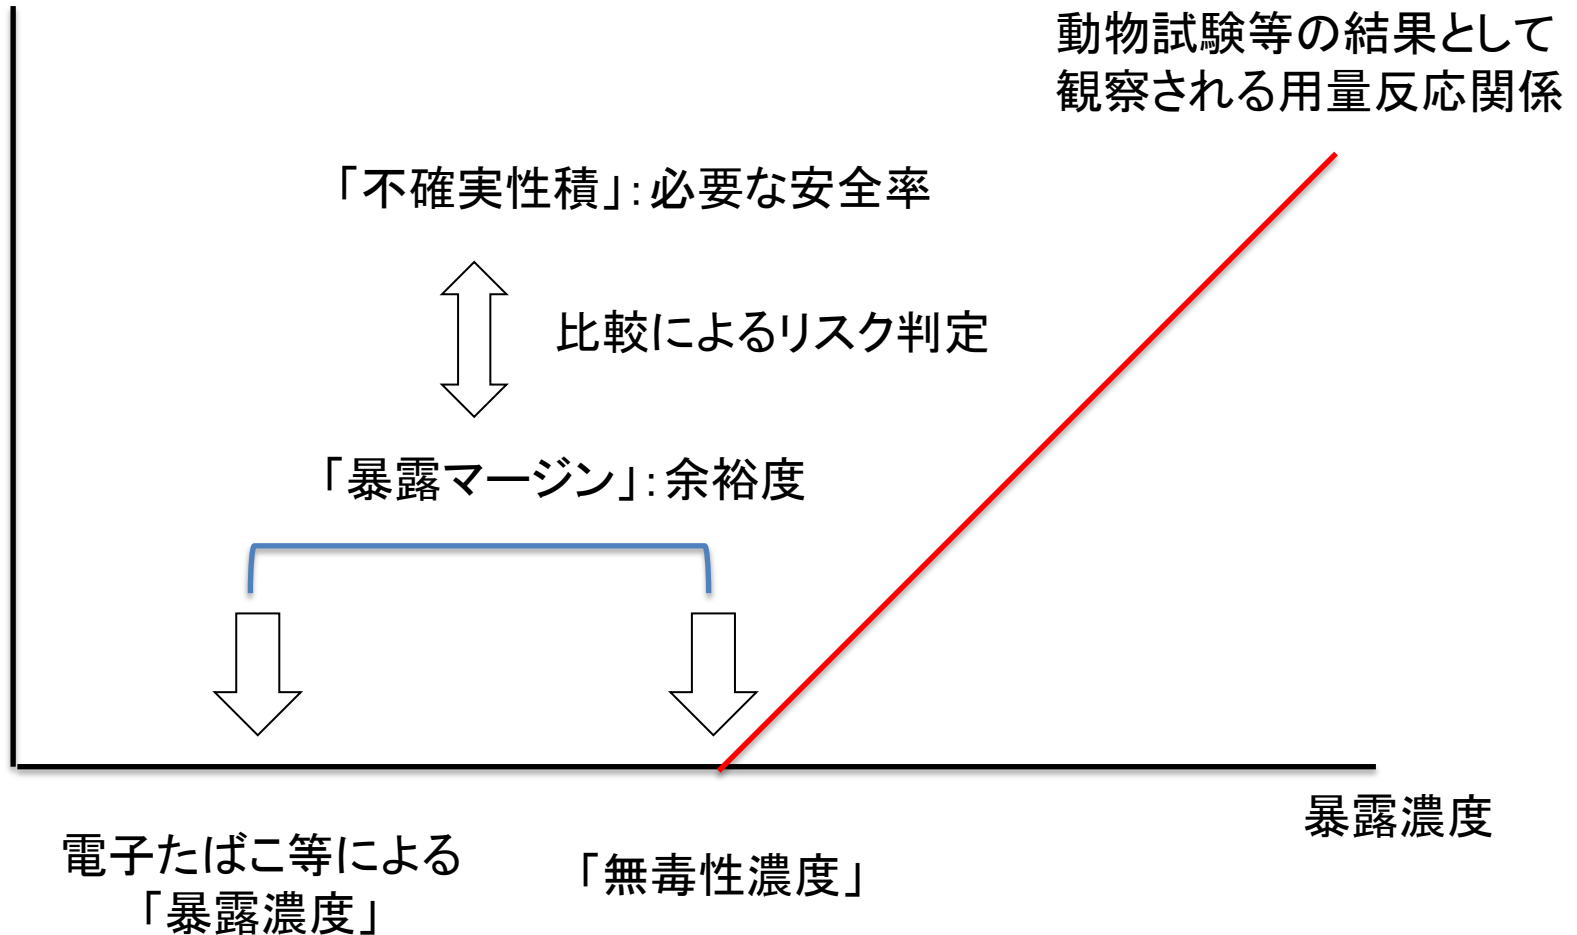 動物試験等の結果として
観察される用量反応関係
「不確実性積」:必要な安全率
比較によるリスク判定
「暴露マージン」:余裕度
暴露濃度
電子たばこ等による
「暴露濃度」
「無毒性濃度」